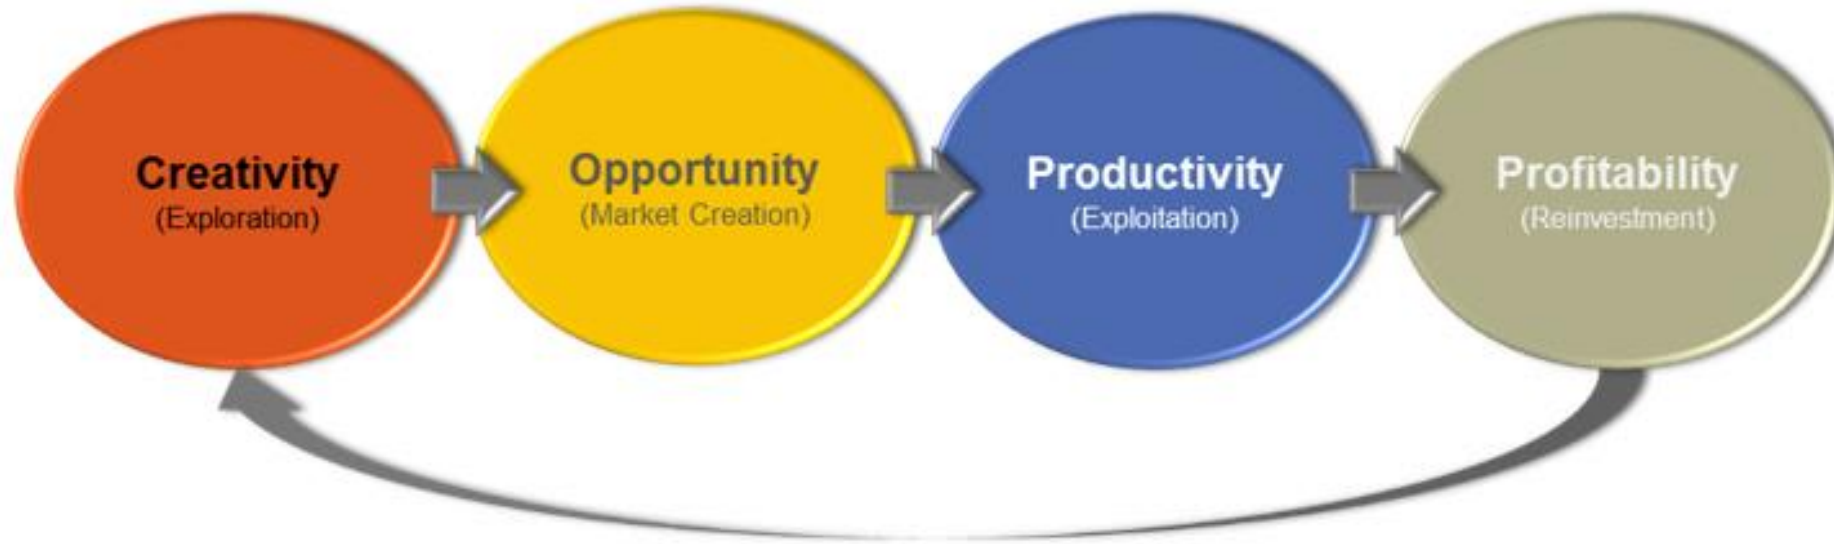 Creativity
(Exploration)
Opportunity
(Market Creation)
Productivity
(Exploitation)
Profitability
(Reinvestment)